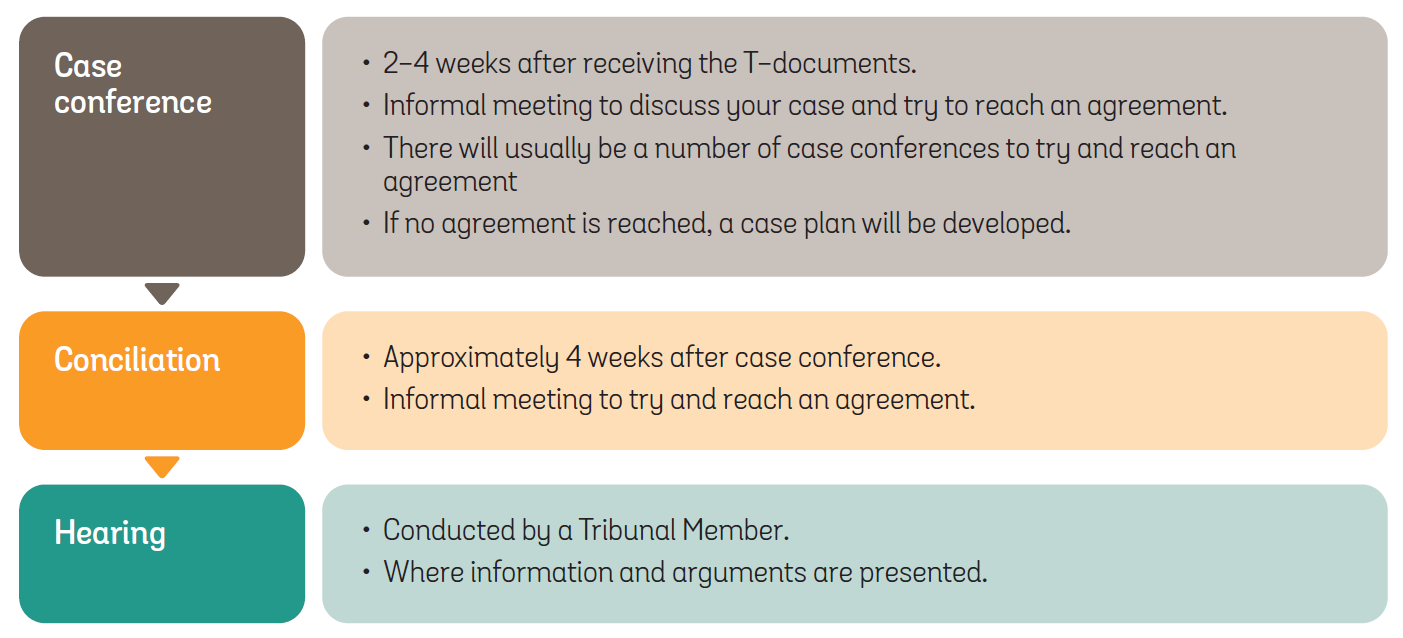 Case
conference
• 2–4 weeks after receiving the T–documents.
• Informal meeting to discuss your case and try to reach an agreement.
• There will usually be a number of case conferences to try and reach an
agreement
• If no agreement is reached, a case plan will be developed.
Conciliation
• Approximately 4 weeks after case conference.
• Informal meeting to try and reach an agreement.
Hearing
• Conducted by a Tribunal Member.
• Where information and arguments are presented.